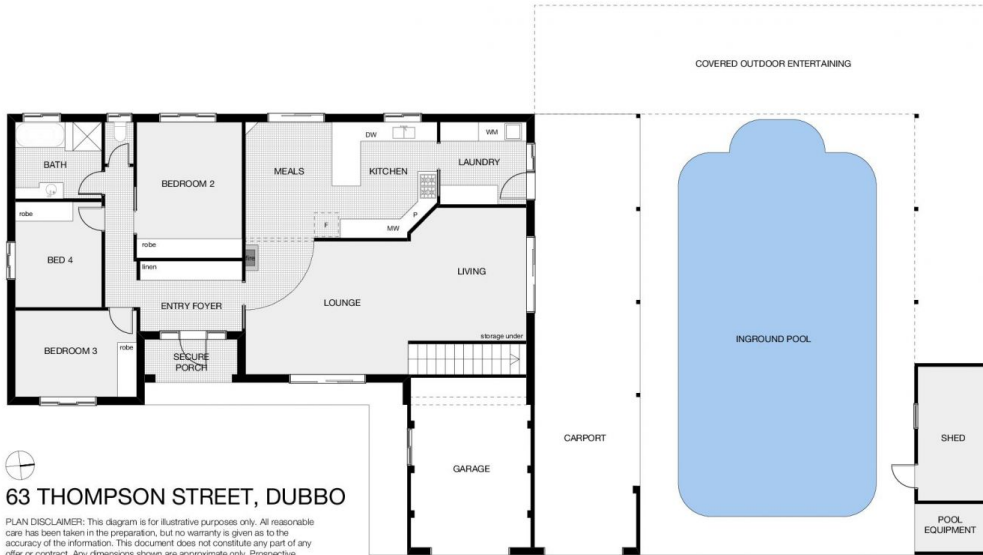 COVERED OUTDOOR ENTERTAINING
DW
WM
BATH
MEALS
KITCHEN
LAUNDRY
BEDROOM 2
robe
F
P
MW
robe
BED 4
linen
LIVING
ENTRY FOYER
LOUNGE
storage under
INGROUND POOL
BEDROOM 3
robe
SECURE
PORCH
CARPORT
SHED
GARAGE
63 THOMPSON STREET, DUBBO
POOL
EQUIPMENT
PLAN DISCLAIMER: This diagram is for illustrative purposes only. All reasonable
care has been taken in the preparation, but no warranty is given as to the
accuracy of the information. This document does not constitute any part of any
offer or contract. Any dimensions shown are approximate only. Prospective